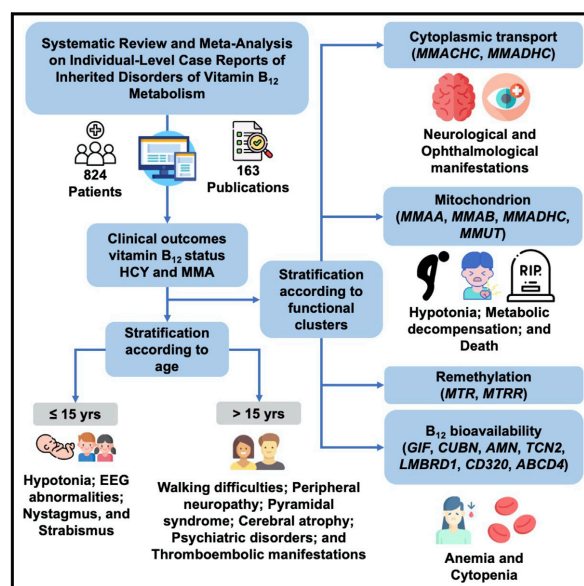 Systematic Review and Meta-Analysis
on Individual-Level Case Reports of
Inherited Disorders of Vitamin B12
Metabolism
824
Patients
163
Publications
Clinical outcomes
vitamin B12 status
HCY and MMA
Stratification
according to
age
≤ 15 yrs
Hypotonia; EEG
abnormalities;
Nystagmus, and
Strabismus
> 15 yrs
Walking difficulties; Peripheral
neuropathy; Pyramidal
syndrome; Cerebral atrophy;
Psychiatric disorders; and
Thromboembolic manifestations
Stratification
according to
functional
clusters
Cytoplasmic transport
(MMACHC, MMADHC)
Neurological and
Ophthalmological
manifestations
Mitochondrion
(MMAA, MMAB, MMADHC,
MMUT)
R.I.P.
Hypotonia; Metabolic
decompensation; and
Death
Remethylation
(MTR, MTRR)
B12 bioavailability
(GIF, CUBN, AMN, TCN2,
LMBRD1, CD320, ABCD4)
Anemia and
Cytopenia